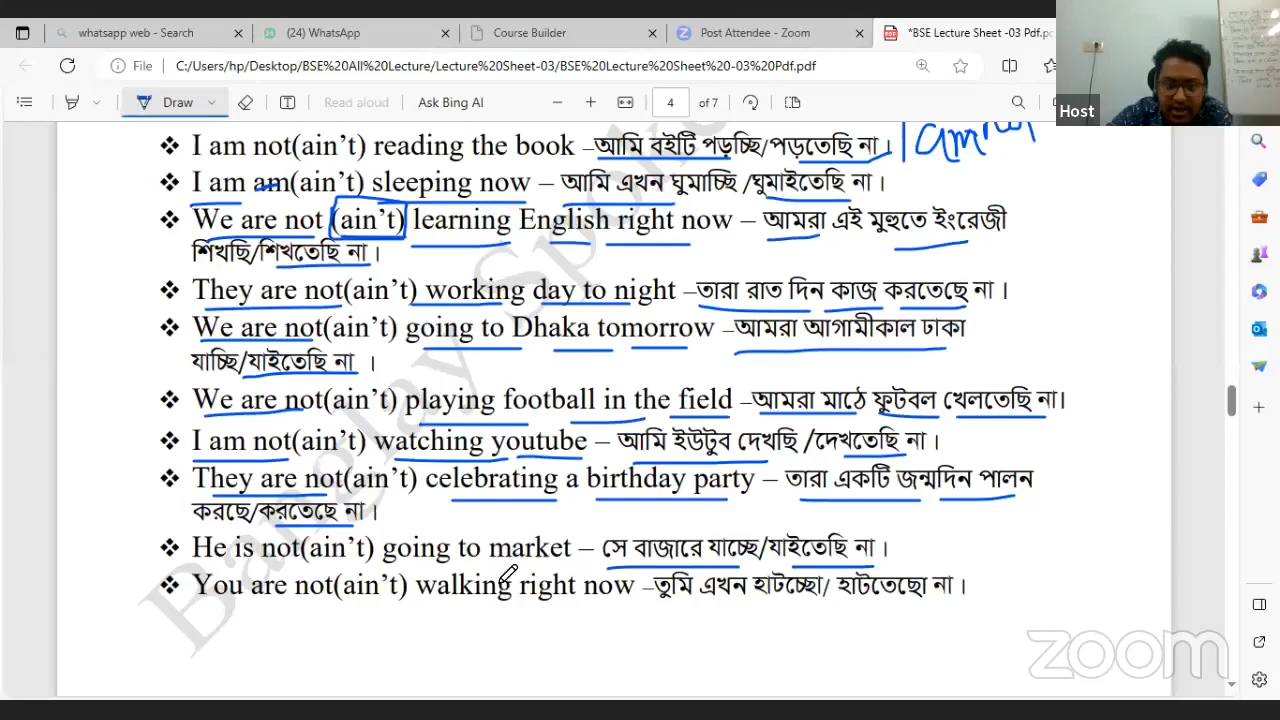 whatsapp web - Search
(24) WhatsApp
Course Builder
Post Attendee - Zoom
*BSE Lecture Sheet -03 Pdf.pd
File
C:/Users/hp/Desktop/BSE%20All%20Lecture/Lecture%20Sheet-03/BSE%20Lecture%20Sheet%20-03%20Pdf.pdf
Draw
Read aloud
Ask Bing AI
4 of 7
Host
❖ I am not(ain't) reading the book –আমি বইটি পড়ছি/পড়তেছি না। I am not
❖ I am am(ain't) sleeping now – আমি এখন ঘুমাচ্ছি /ঘুমাইতেছি না।
❖ We are not (ain't) learning English right now – আমরা এই মুহুতে ইংরেজী
শিখছি/শিখতেছি না।
❖ They are not(ain't) working day to night –তারা রাত দিন কাজ করতেছে না।
❖ We are not(ain't) going to Dhaka tomorrow –আমরা আগামীকাল ঢাকা
যাচ্ছি/যাইতেছি না ।
❖ We are not(ain't) playing football in the field –আমরা মাঠে ফুটবল খেলতেছি না।
❖ I am not(ain't) watching youtube – আমি ইউটুব দেখছি /দেখতেছি না।
❖ They are not(ain't) celebrating a birthday party – তারা একটি জন্মদিন পালন
করছে/করতেছে না।
❖ He is not(ain't) going to market – সে বাজারে যাচ্ছে/যাইতেছি না।
❖ You are not(ain't) walking right now –তুমি এখন হাটচ্ছো/ হাটতেছো না।
Banglay Spoke
zoom